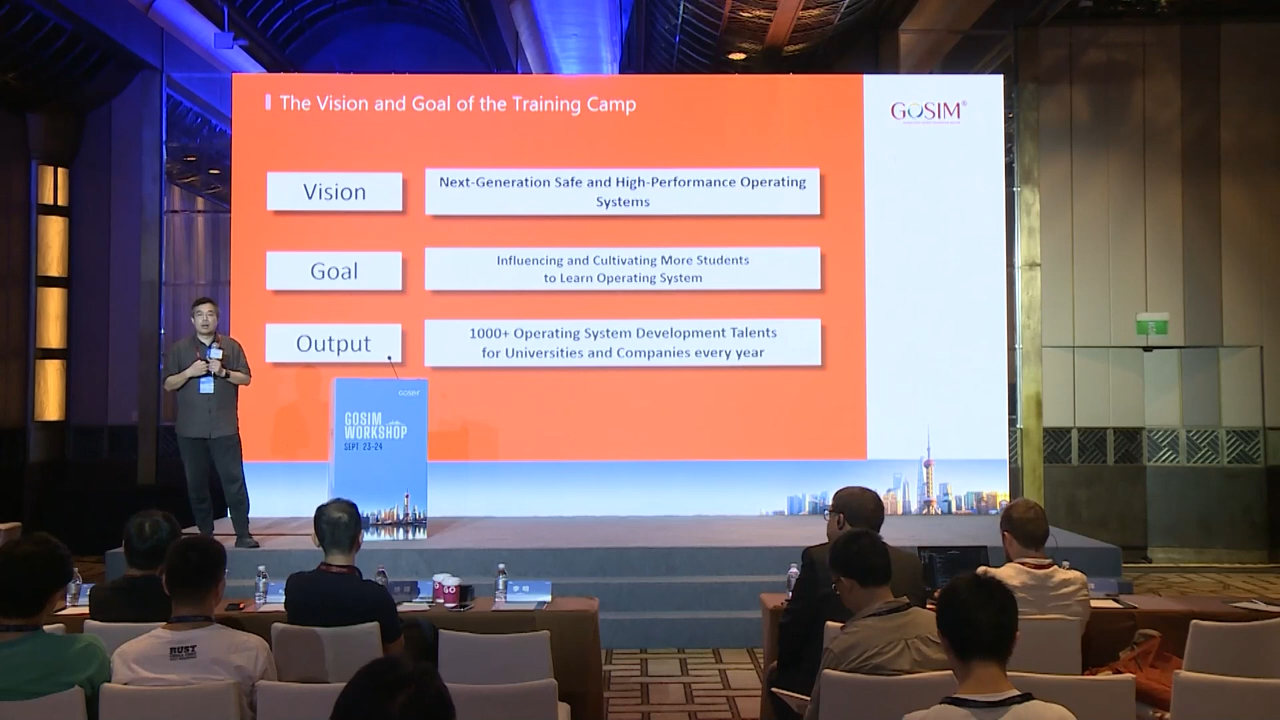 The Vision and Goal of the Training Camp
GOSIM®
Vision
Next-Generation Safe and High-Performance Operating
Systems
Goal
Influencing and Cultivating More Students
to Learn Operating System
Output
1000+ Operating System Development Talents
for Universities and Companies every year
GOSIM
GOSIM
WORKSHOP
SEPT 23-24
RUST
GO